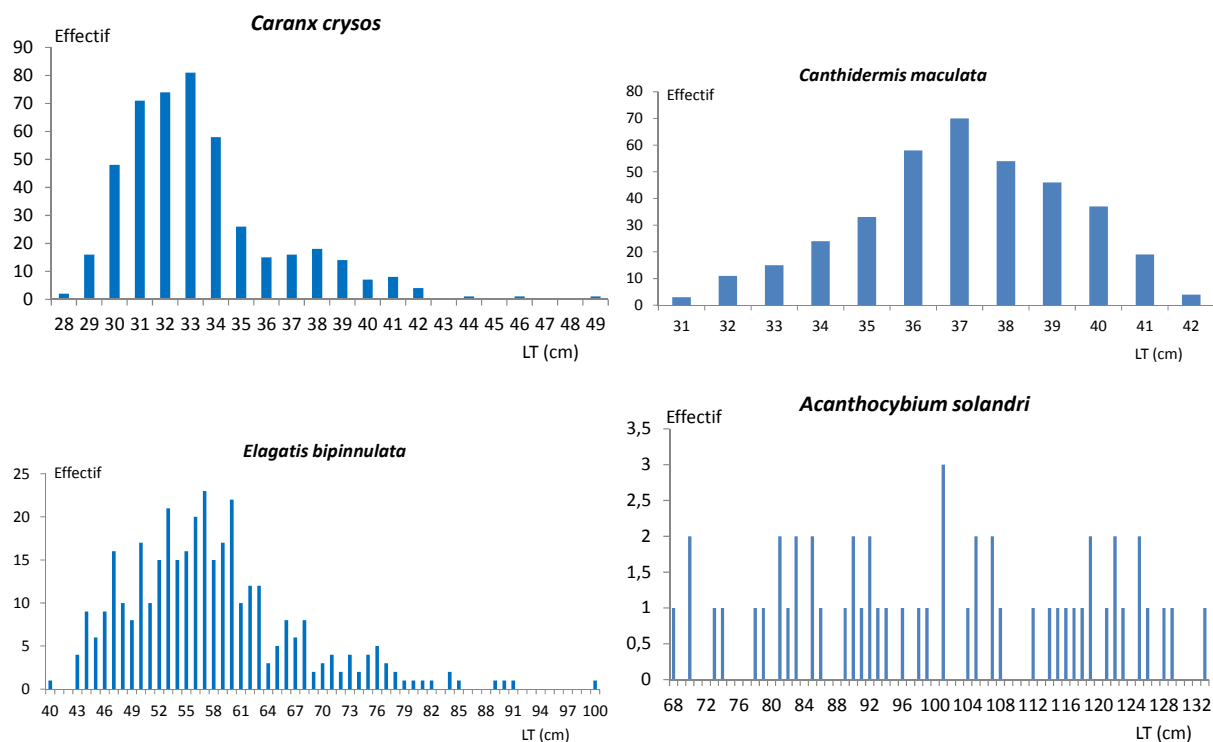 Caranx crysos
Effectif
90
80
70
60
50
40
30
20
10
0
28 29 30 31 32 33 34 35 36 37 38 39 40 41 42 43 44 45 46 47 48 49
LT (cm)
Canthidermis maculata
Effectif
80
70
60
50
40
30
20
10
0
31 32 33 34 35 36 37 38 39 40 41 42
LT (cm)
Elagatis bipinnulata
Effectif
25
20
15
10
5
0
40 43 46 49 52 55 58 61 64 67 70 73 76 79 82 85 88 91 94 97 100
LT (cm)
Acanthocybium solandri
Effectif
3,5
3
2,5
2
1,5
1
0,5
0
68 72 76 80 84 88 92 96 100 104 108 112 116 120 124 128 132
LT (cm)